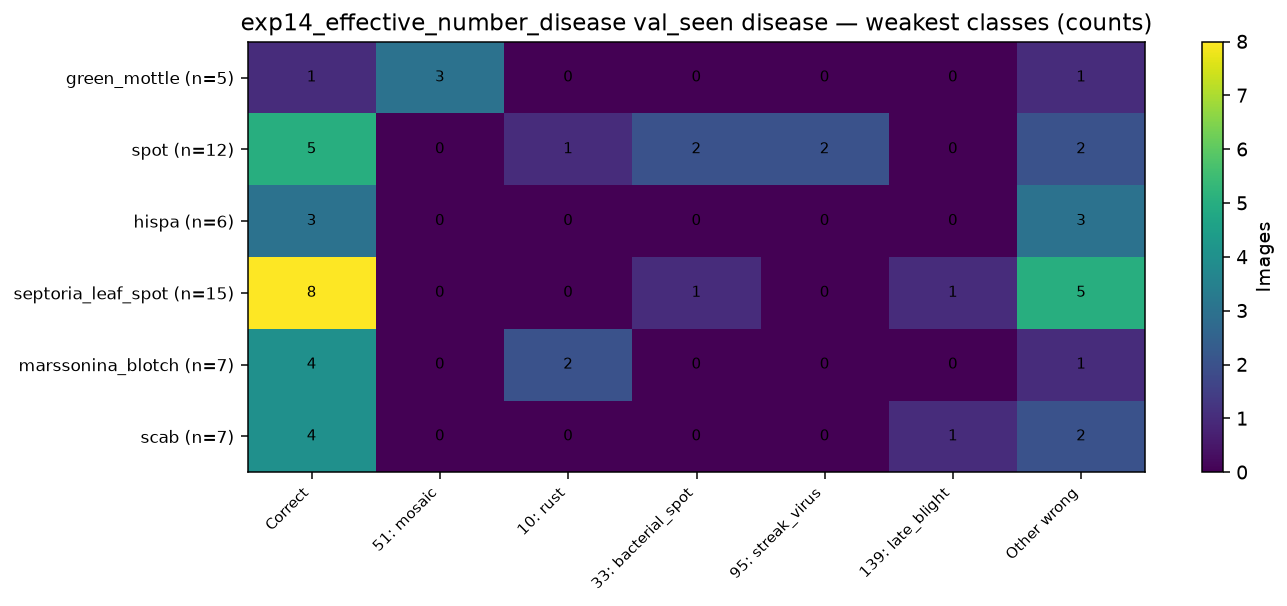 exp14_effective_number_disease val_seen disease — weakest classes (counts)
green_mottle (n=5) 1 3 0 0 0 0 1
spot (n=12) 5 0 1 2 2 0 2
hispa (n=6) 3 0 0 0 0 0 3
septoria_leaf_spot (n=15) 8 0 0 1 0 1 5
marssonina_blotch (n=7) 4 0 2 0 0 0 1
scab (n=7) 4 0 0 0 0 1 2
Correct
51: mosaic
10: rust
33: bacterial_spot
95: streak_virus
139: late_blight
Other wrong
8
7
6
5
4
3
2
1
0
Images